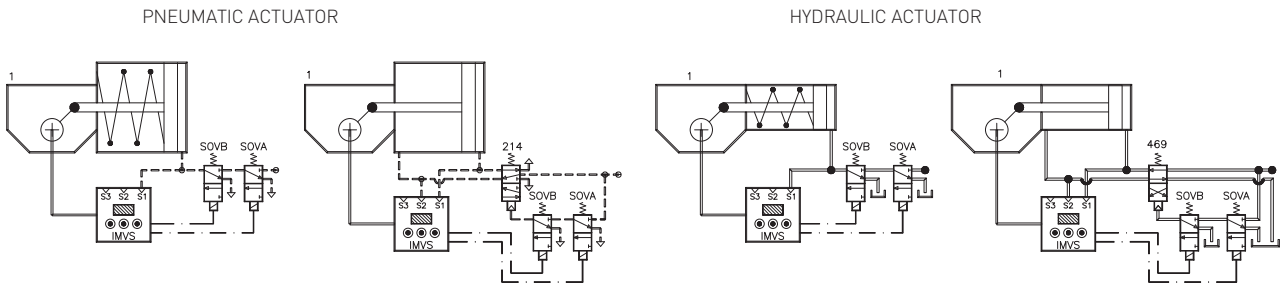 PNEUMATIC ACTUATOR
HYDRAULIC ACTUATOR
1
SOVB SOVA
S3 S2 S1
IMVS
1
214
S3 S2 S1
SOVB SOVA
IMVS
1
SOVB SOVA
S3 S2 S1
IMVS
1
469
S3 S2 S1
SOVB SOVA
IMVS